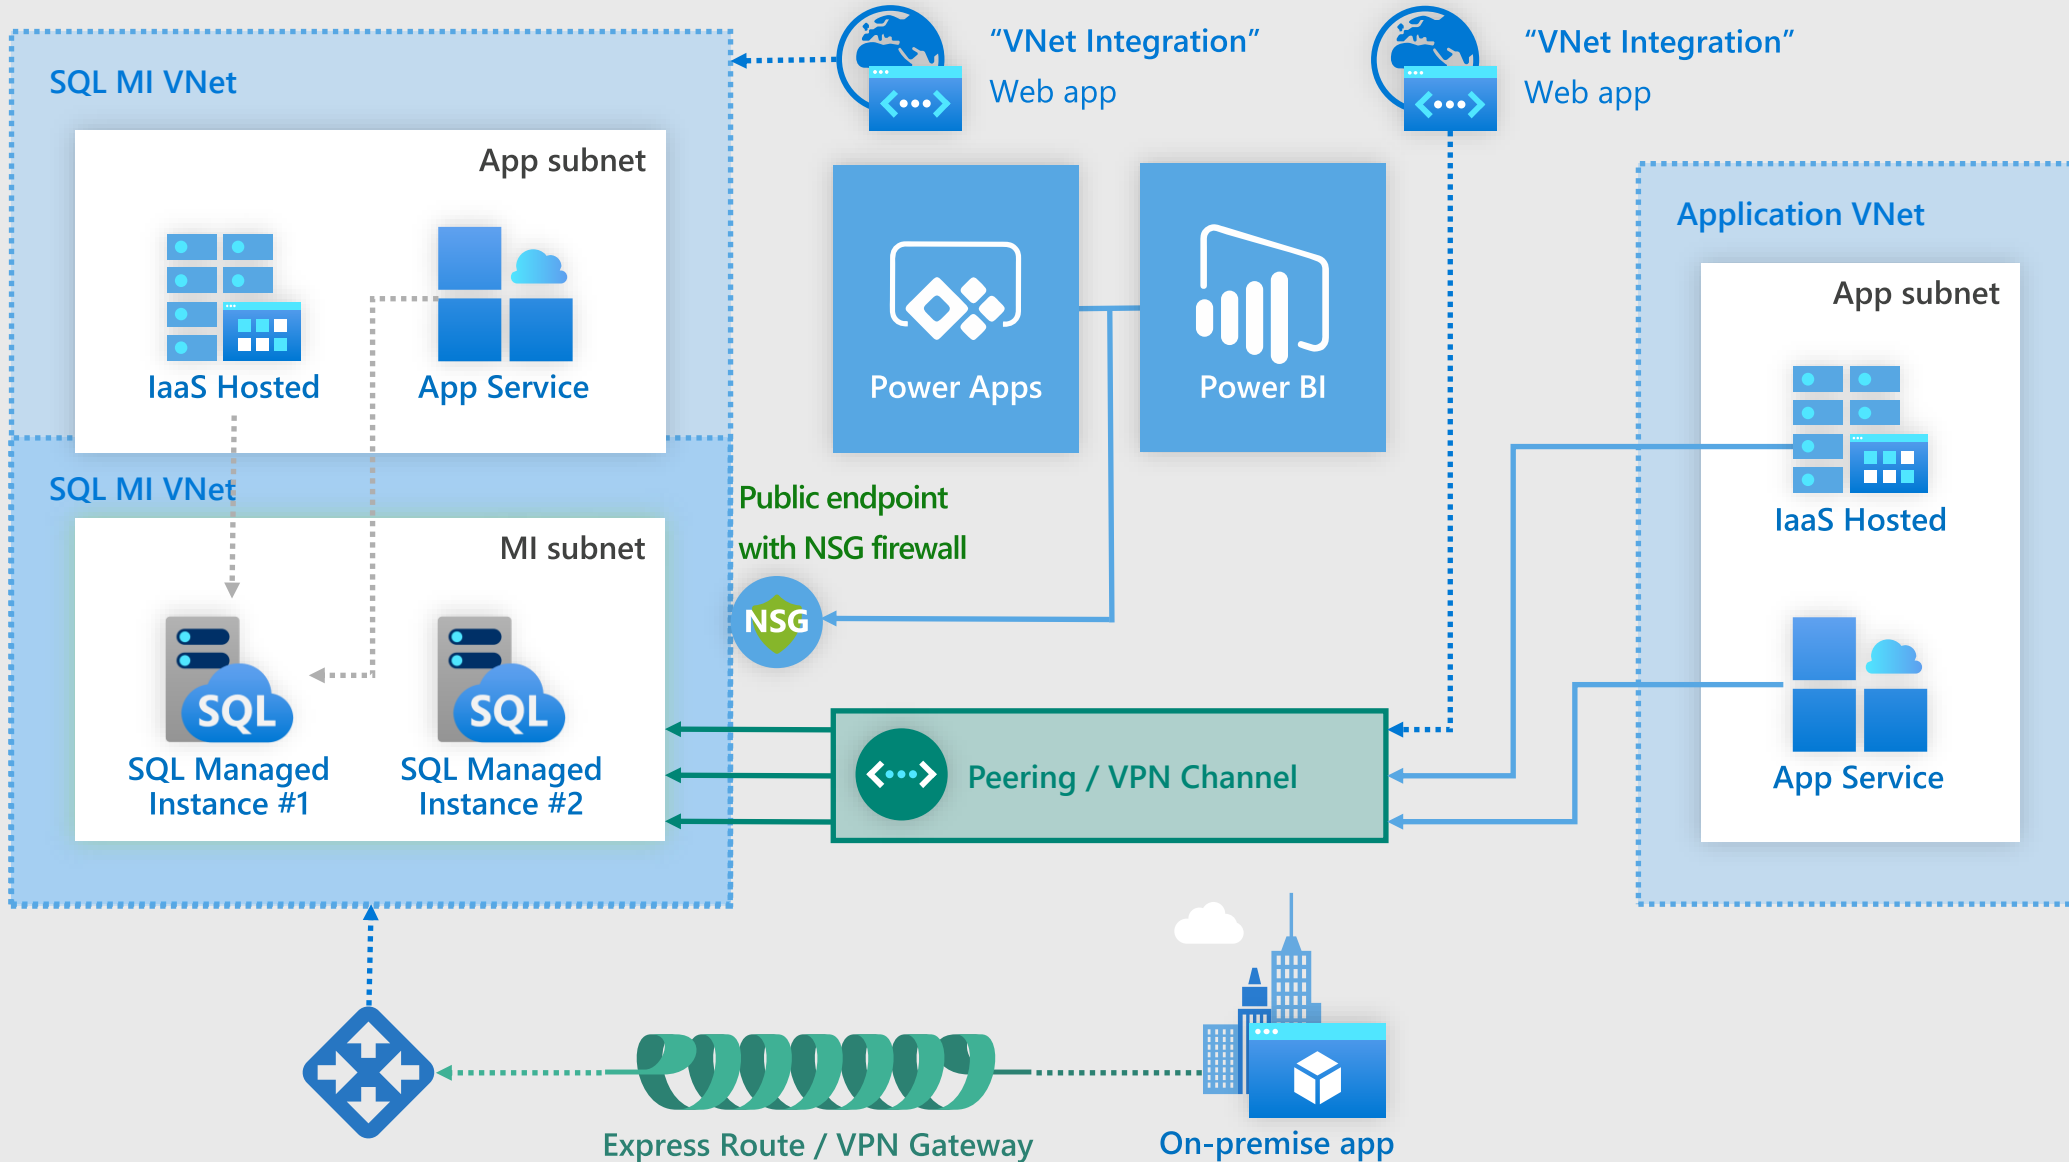 “VNet Integration”
Web app
“VNet Integration”
Web app
SQL MI VNet
App subnet
IaaS Hosted
App Service
SQL MI VNet
MI subnet
SQL
SQL
SQL Managed
Instance #1
SQL Managed
Instance #2
Power Apps
Power BI
Public endpoint
with NSG firewall
NSG
Peering / VPN Channel
Application VNet
App subnet
IaaS Hosted
App Service
Express Route / VPN Gateway
On-premise app